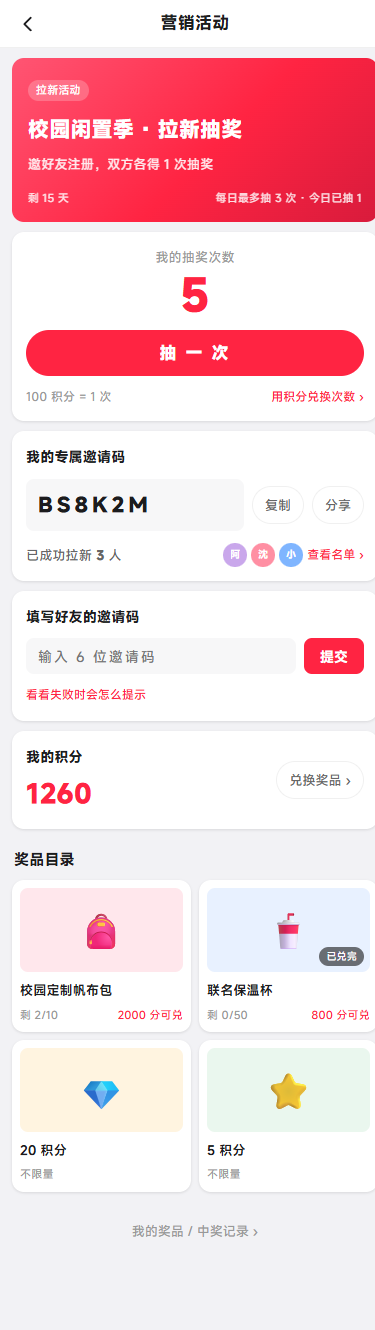 营销活动
拉新活动
校园闲置季 · 拉新抽奖
邀好友注册，双方各得 1 次抽奖
剩 15 天
每日最多抽 3 次 · 今日已抽 1
我的抽奖次数
5
抽一次
100 积分 = 1 次
用积分兑换次数 ›
我的专属邀请码
BS8K2M
复制
分享
已成功拉新 3 人
阿
沈
小
查看名单 ›
填写好友的邀请码
输入 6 位邀请码
提交
看看失败时会怎么提示
我的积分
1260
兑换奖品 ›
奖品目录
已兑完
校园定制帆布包
剩 2/10
2000 分可兑
联名保温杯
剩 0/50
800 分可兑
20 积分
不限量
5 积分
不限量
我的奖品 / 中奖记录 ›